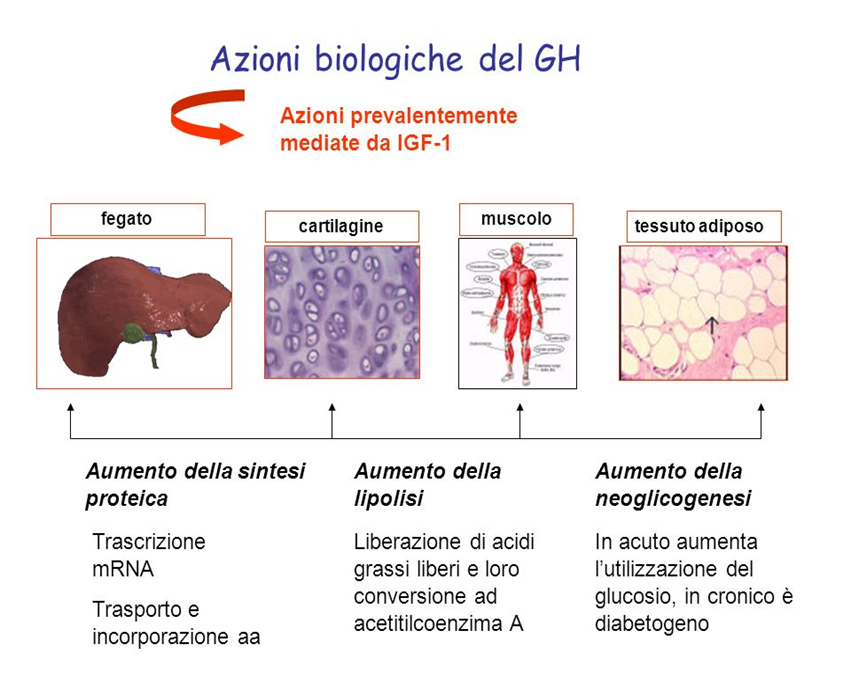 Azioni biologiche del GH
Azioni prevalentemente
mediate da IGF-1
fegato
cartilagine
muscolo
tessuto adiposo
Aumento della sintesi
proteica
Trascrizione
mRNA
Trasporto e
incorporazione aa
Aumento della
lipolisi
Liberazione di acidi
grassi liberi e loro
conversione ad
acetitilcoenzima A
Aumento della
neoglicogenesi
In acuto aumenta
l’utilizzazione del
glucosio, in cronico è
diabetogeno